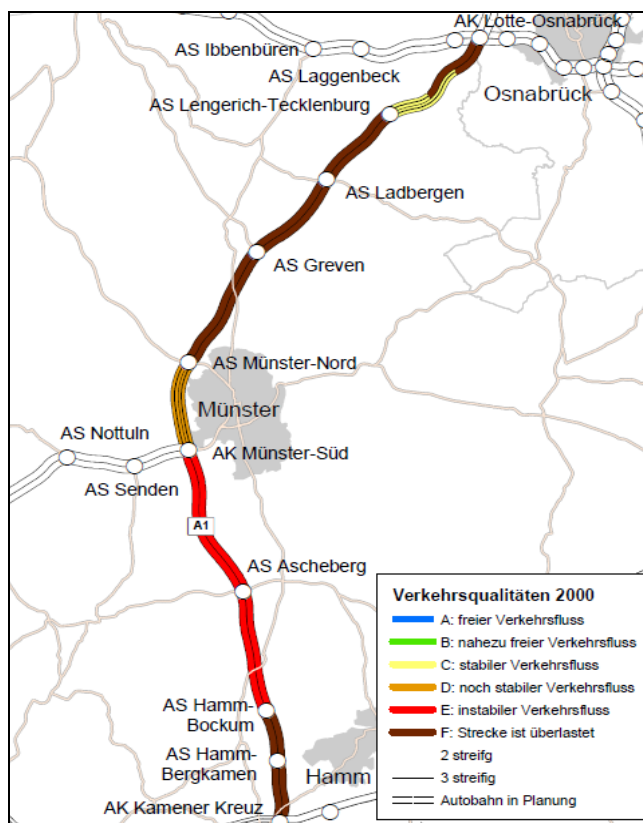 AK Lotte-Osnabrück
AS Ibbenbüren
AS Laggenbeck
Osnabrück
AS Lengerich-Tecklenburg
AS Ladbergen
AS Greven
AS Münster-Nord
Münster
AS Nottuln
AK Münster-Süd
AS Senden
A1
AS Ascheberg
AS Hamm-
Bockum
AS Hamm-
Bergkamen
Hamm
AK Kamener Kreuz
Verkehrsqualitäten 2000
A: freier Verkehrsfluss
B: nahezu freier Verkehrsfluss
C: stabiler Verkehrsfluss
D: noch stabiler Verkehrsfluss
E: instabiler Verkehrsfluss
F: Strecke ist überlastet
2 streifg
3 streifig
Autobahn in Planung